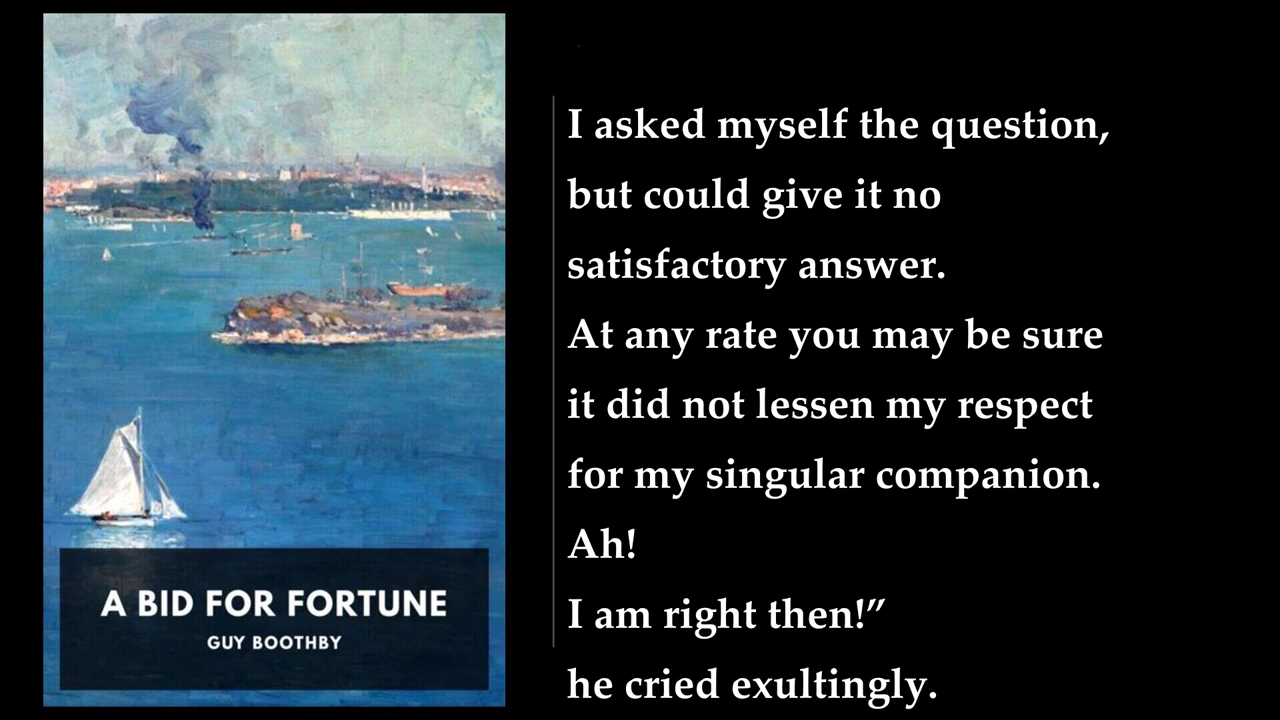 A BID FOR FORTUNE
GUY BOOTHBY
I asked myself the question,
but could give it no
satisfactory answer.
At any rate you may be sure
it did not lessen my respect
for my singular companion.
Ah!
I am right then!”
he cried exultingly.